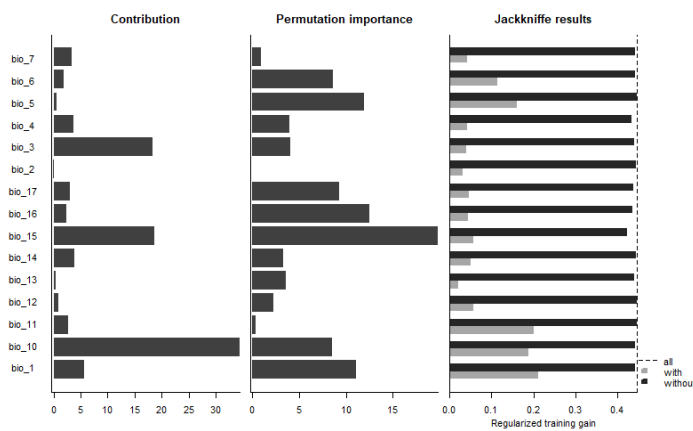 Contribution
Permutation importance
Jackkniffe results
bio_7
bio_6
bio_5
bio_4
bio_3
bio_2
bio_17
bio_16
bio_15
bio_14
bio_13
bio_12
bio_11
bio_10
bio_1
0 5 10 15 20 25 30
0 5 10 15
0.0 0.1 0.2 0.3 0.4
Regularized training gain
all
with
withou